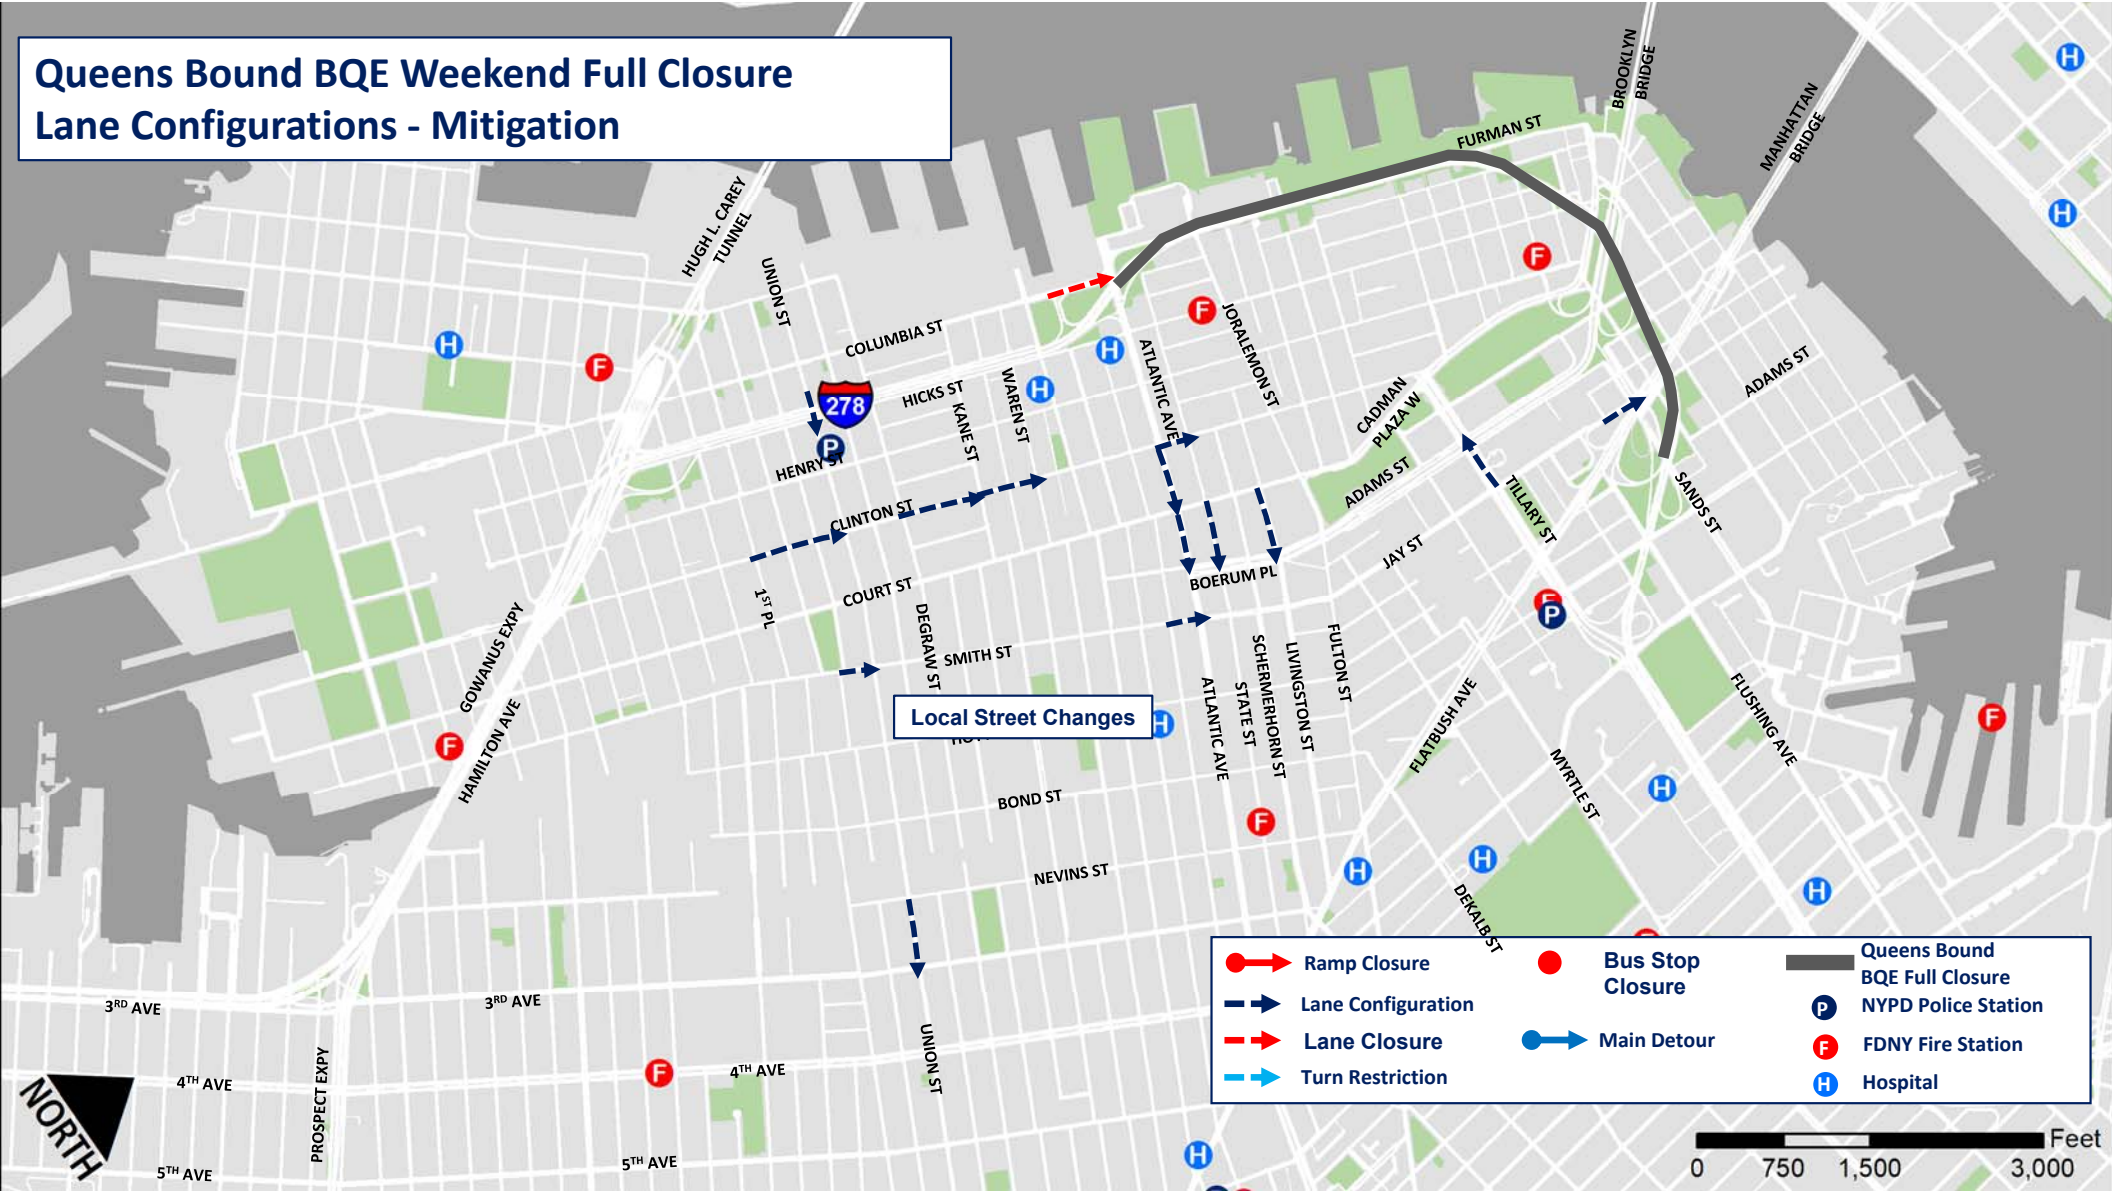 Queens Bound BQE Weekend Full Closure
Lane Configurations - Mitigation
BROOKLYN
BRIDGE
MANHATTAN
BRIDGE
FURMAN ST
HUGH L. CAREY
TUNNEL
UNION ST
COLUMBIA ST
JORALEMON ST
ATLANTIC AVE
278
HICKS ST
KANE ST
WAREN ST
CADMAN
PLAZA W
ADAMS ST
ADAMS ST
HENRY ST
CLINTON ST
TILLARY ST
SANDS ST
JAY ST
BOERUM PL
1ST PL
COURT ST
DEGRAW ST
SMITH ST
GOWANUS EXPY
HAMILTON AVE
Local Street Changes
ATLANTIC AVE
STATE ST
SCHERMERHORN ST
LIVINGSTON ST
FULTON ST
FLATBUSH AVE
MYRTLE ST
FLUSHING AVE
BOND ST
NEVINS ST
DEKALB ST
3RD AVE
3RD AVE
UNION ST
4TH AVE
4TH AVE
PROSPECT EXPY
5TH AVE
5TH AVE
NORTH
Ramp Closure
Lane Configuration
Lane Closure
Turn Restriction
Bus Stop
Closure
Main Detour
Queens Bound
BQE Full Closure
P NYPD Police Station
F FDNY Fire Station
H Hospital
Feet
0 750 1,500 3,000